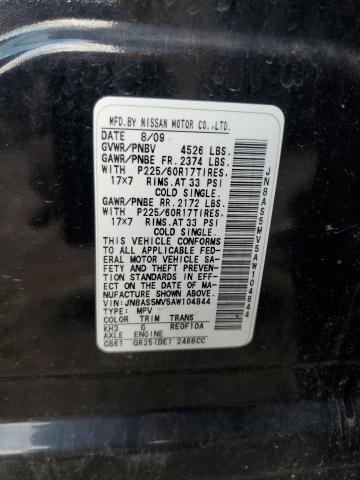 MFD.BY NISSAN MOTOR CO.,LTD.
DATE 8/09
GVWR/PNBV 4526 LBS.
GAWR/PNBE FR. 2374 LBS.
WITH P225/60R17TIRES,
17×7 RIMS.AT 33 PSI
COLD SINGLE.
GAWR/PNBE RR. 2172 LBS.
WITH P225/60R17TIRES,
17×7 RIMS.AT 33 PSI
COLD SINGLE.
THIS VEHICLE CONFORMS
TO ALL APPLICABLE FED-
ERAL MOTOR VEHICLE SA-
FETY AND THEFT PREVEN-
TION STANDARDS IN EFF-
ECT ON THE DATE OF MA-
NUFACTURE SHOWN ABOVE.
VIN:JN8AS5MV5AW104844
TYPE: MPV
COLOR TRIM TRANS
KH3 G RE0F10A
AXLE ENGINE
GB61 QR25(DE) 2488CC
JN8AS5MV5AW104844